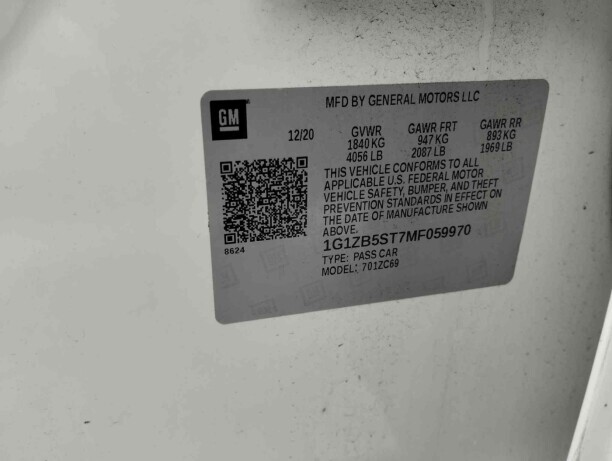 GM
MFD BY GENERAL MOTORS LLC
12/20 GVWR GAWR FRT GAWR RR
1840 KG 947 KG 893 KG
4056 LB 2087 LB 1969 LB
THIS VEHICLE CONFORMS TO ALL
APPLICABLE U.S. FEDERAL MOTOR
VEHICLE SAFETY, BUMPER, AND THEFT
PREVENTION STANDARDS IN EFFECT ON
THE DATE OF MANUFACTURE SHOWN
ABOVE.
1G1ZB5ST7MF059970
TYPE: PASS CAR
MODEL: 701ZC69
8624